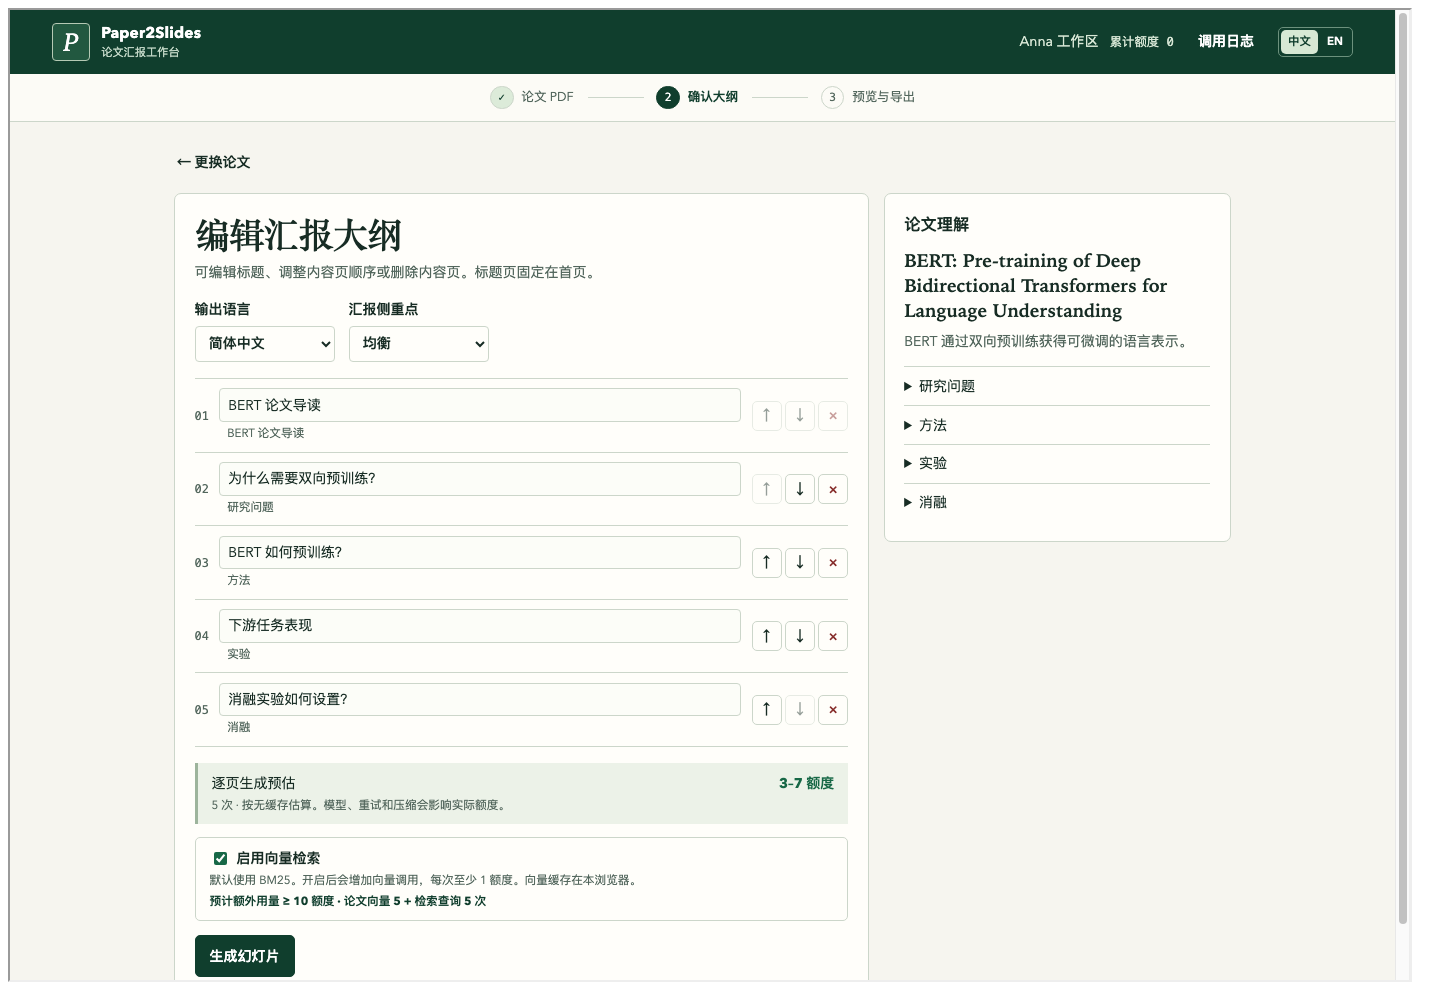 P
Paper2Slides
论文汇报工作台
Anna 工作区 累计额度 0 调用日志 中文 EN
✓ 论文 PDF 2 确认大纲 3 预览与导出
← 更换论文
编辑汇报大纲
可编辑标题、调整内容页顺序或删除内容页。标题页固定在首页。
输出语言 汇报侧重点
简体中文 均衡
01 BERT 论文导读 ↑ ↓ ×
BERT 论文导读
02 为什么需要双向预训练? ↑ ↓ ×
研究问题
03 BERT 如何预训练? ↑ ↓ ×
方法
04 下游任务表现 ↑ ↓ ×
实验
05 消融实验如何设置? ↑ ↓ ×
消融
逐页生成预估 3–7 额度
5 次 · 按无缓存估算。模型、重试和压缩会影响实际额度。
启用向量检索
默认使用 BM25。开启后会增加向量调用，每次至少 1 额度。向量缓存在本浏览器。
预计额外用量 ≥ 10 额度 · 论文向量 5 + 检索查询 5 次
生成幻灯片
论文理解
BERT: Pre-training of Deep
Bidirectional Transformers for
Language Understanding
BERT 通过双向预训练获得可微调的语言表示。
▶ 研究问题
▶ 方法
▶ 实验
▶ 消融